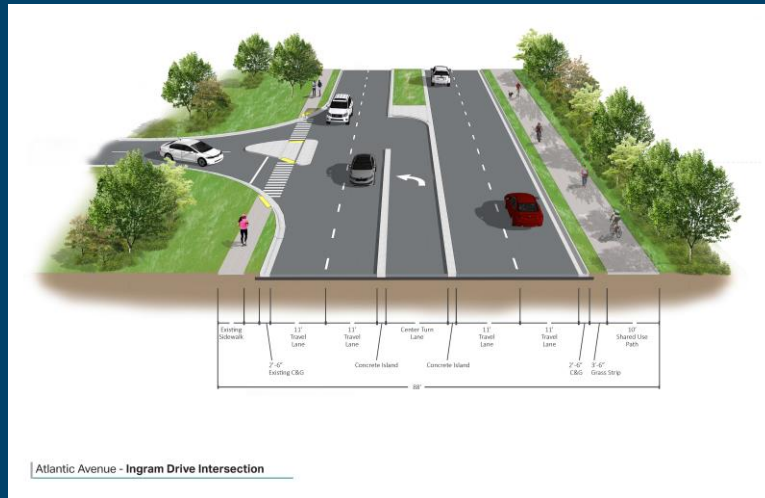 Existing
Sidewalk
2'-6"
Existing C&G
11'
Travel
Lane
11'
Travel
Lane
Concrete Island
Center Turn
Lane
Concrete Island
11'
Travel
Lane
11'
Travel
Lane
2'-6"
C&G
3'-6"
Grass Strip
10'
Shared Use
Path
88'
Atlantic Avenue - Ingram Drive Intersection